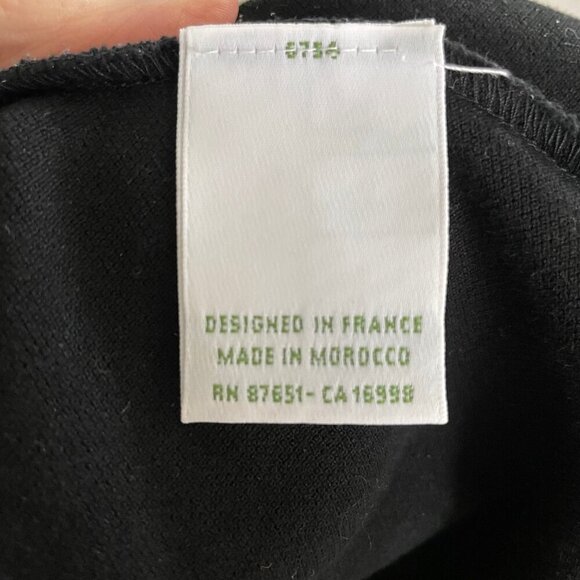 DESIGNED IN FRANCE
MADE IN MOROCCO
RN 87651 - CA 16998